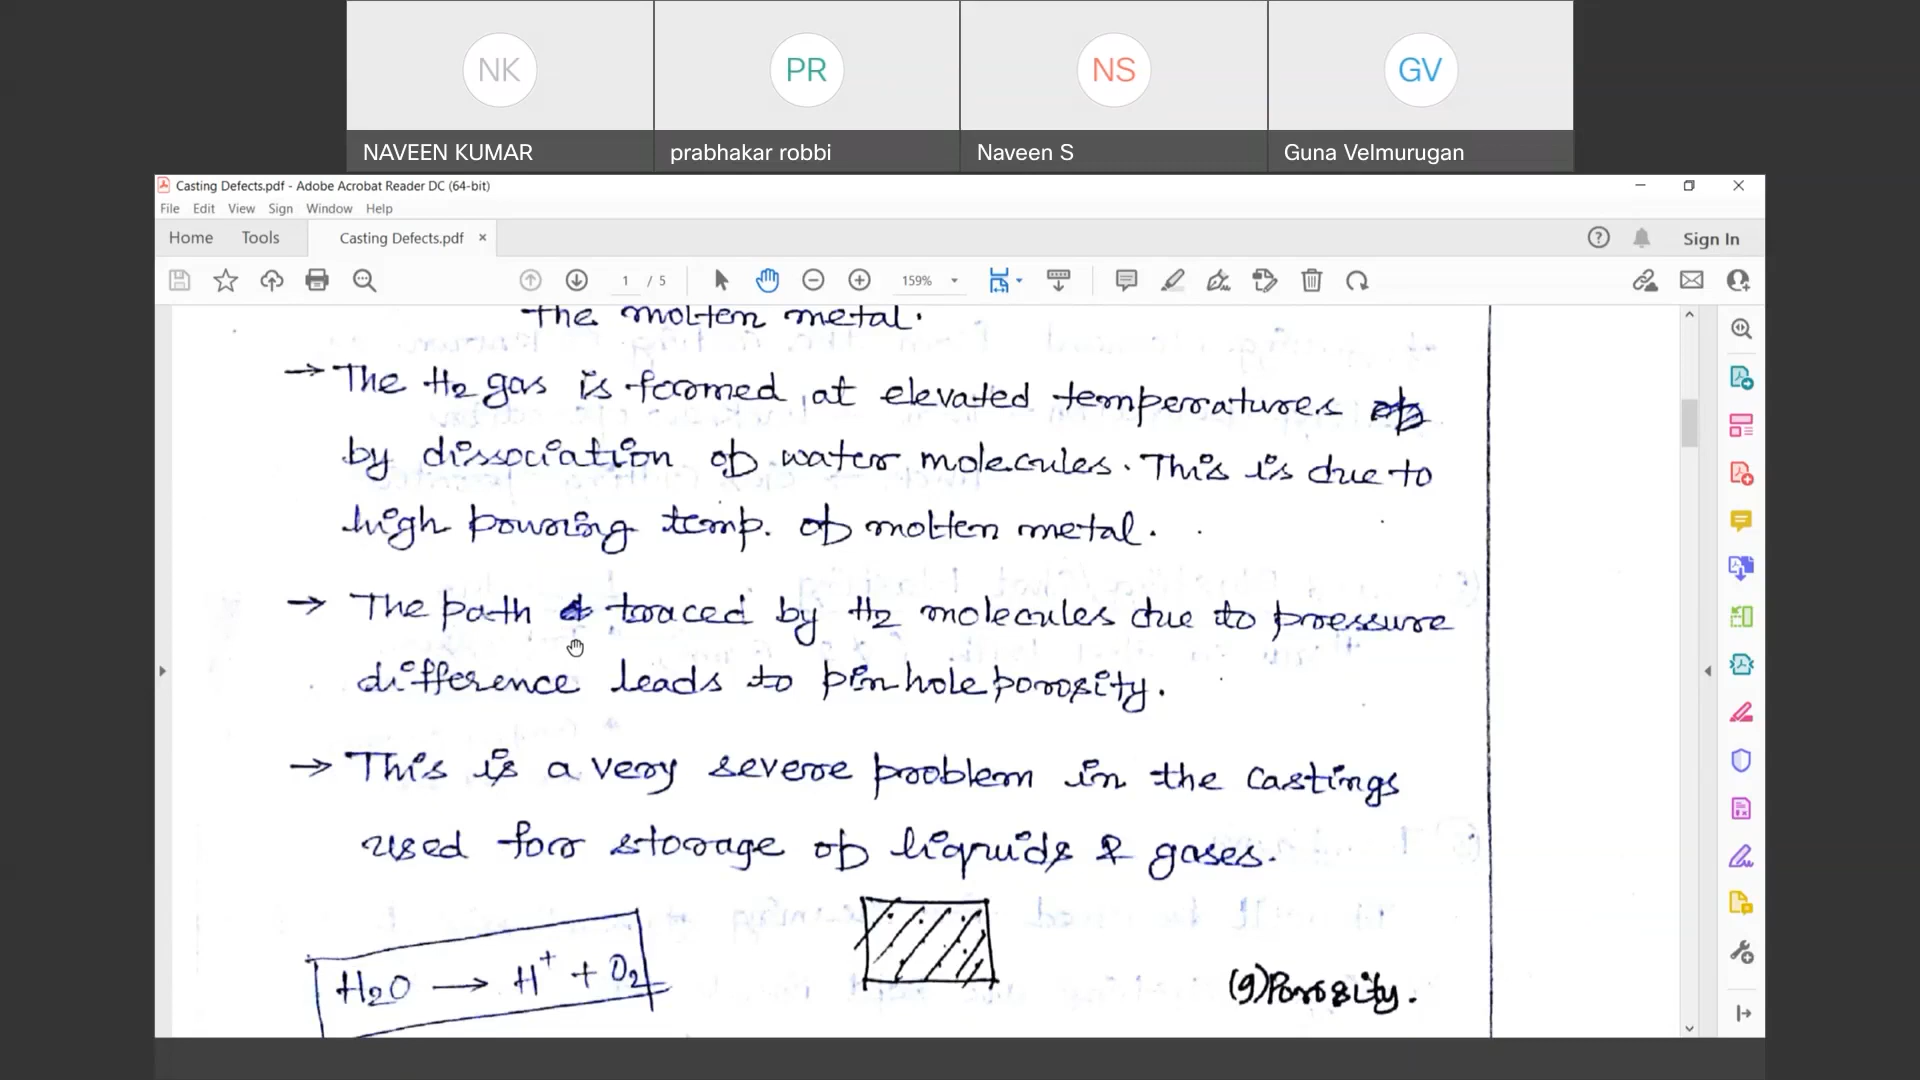 NK
PR
NS
GV
NAVEEN KUMAR
prabhakar robbi
Naveen S
Guna Velmurugan
Casting Defects.pdf - Adobe Acrobat Reader DC (64-bit)
File Edit View Sign Window Help
Home Tools Casting Defects.pdf × Sign In
1 / 5 159%
the molten metal.
→ The H2 gas is formed, at elevated temperatures
by dissociation of water molecules. This is due to
high pouring temp. of molten metal.
→ The path traced by H2 molecules due to pressure
difference leads to pin hole porosity.
→ This is a very severe problem in the castings
used for storage of liquids & gases.
H2O → H+ + O2
(g) Porosity.